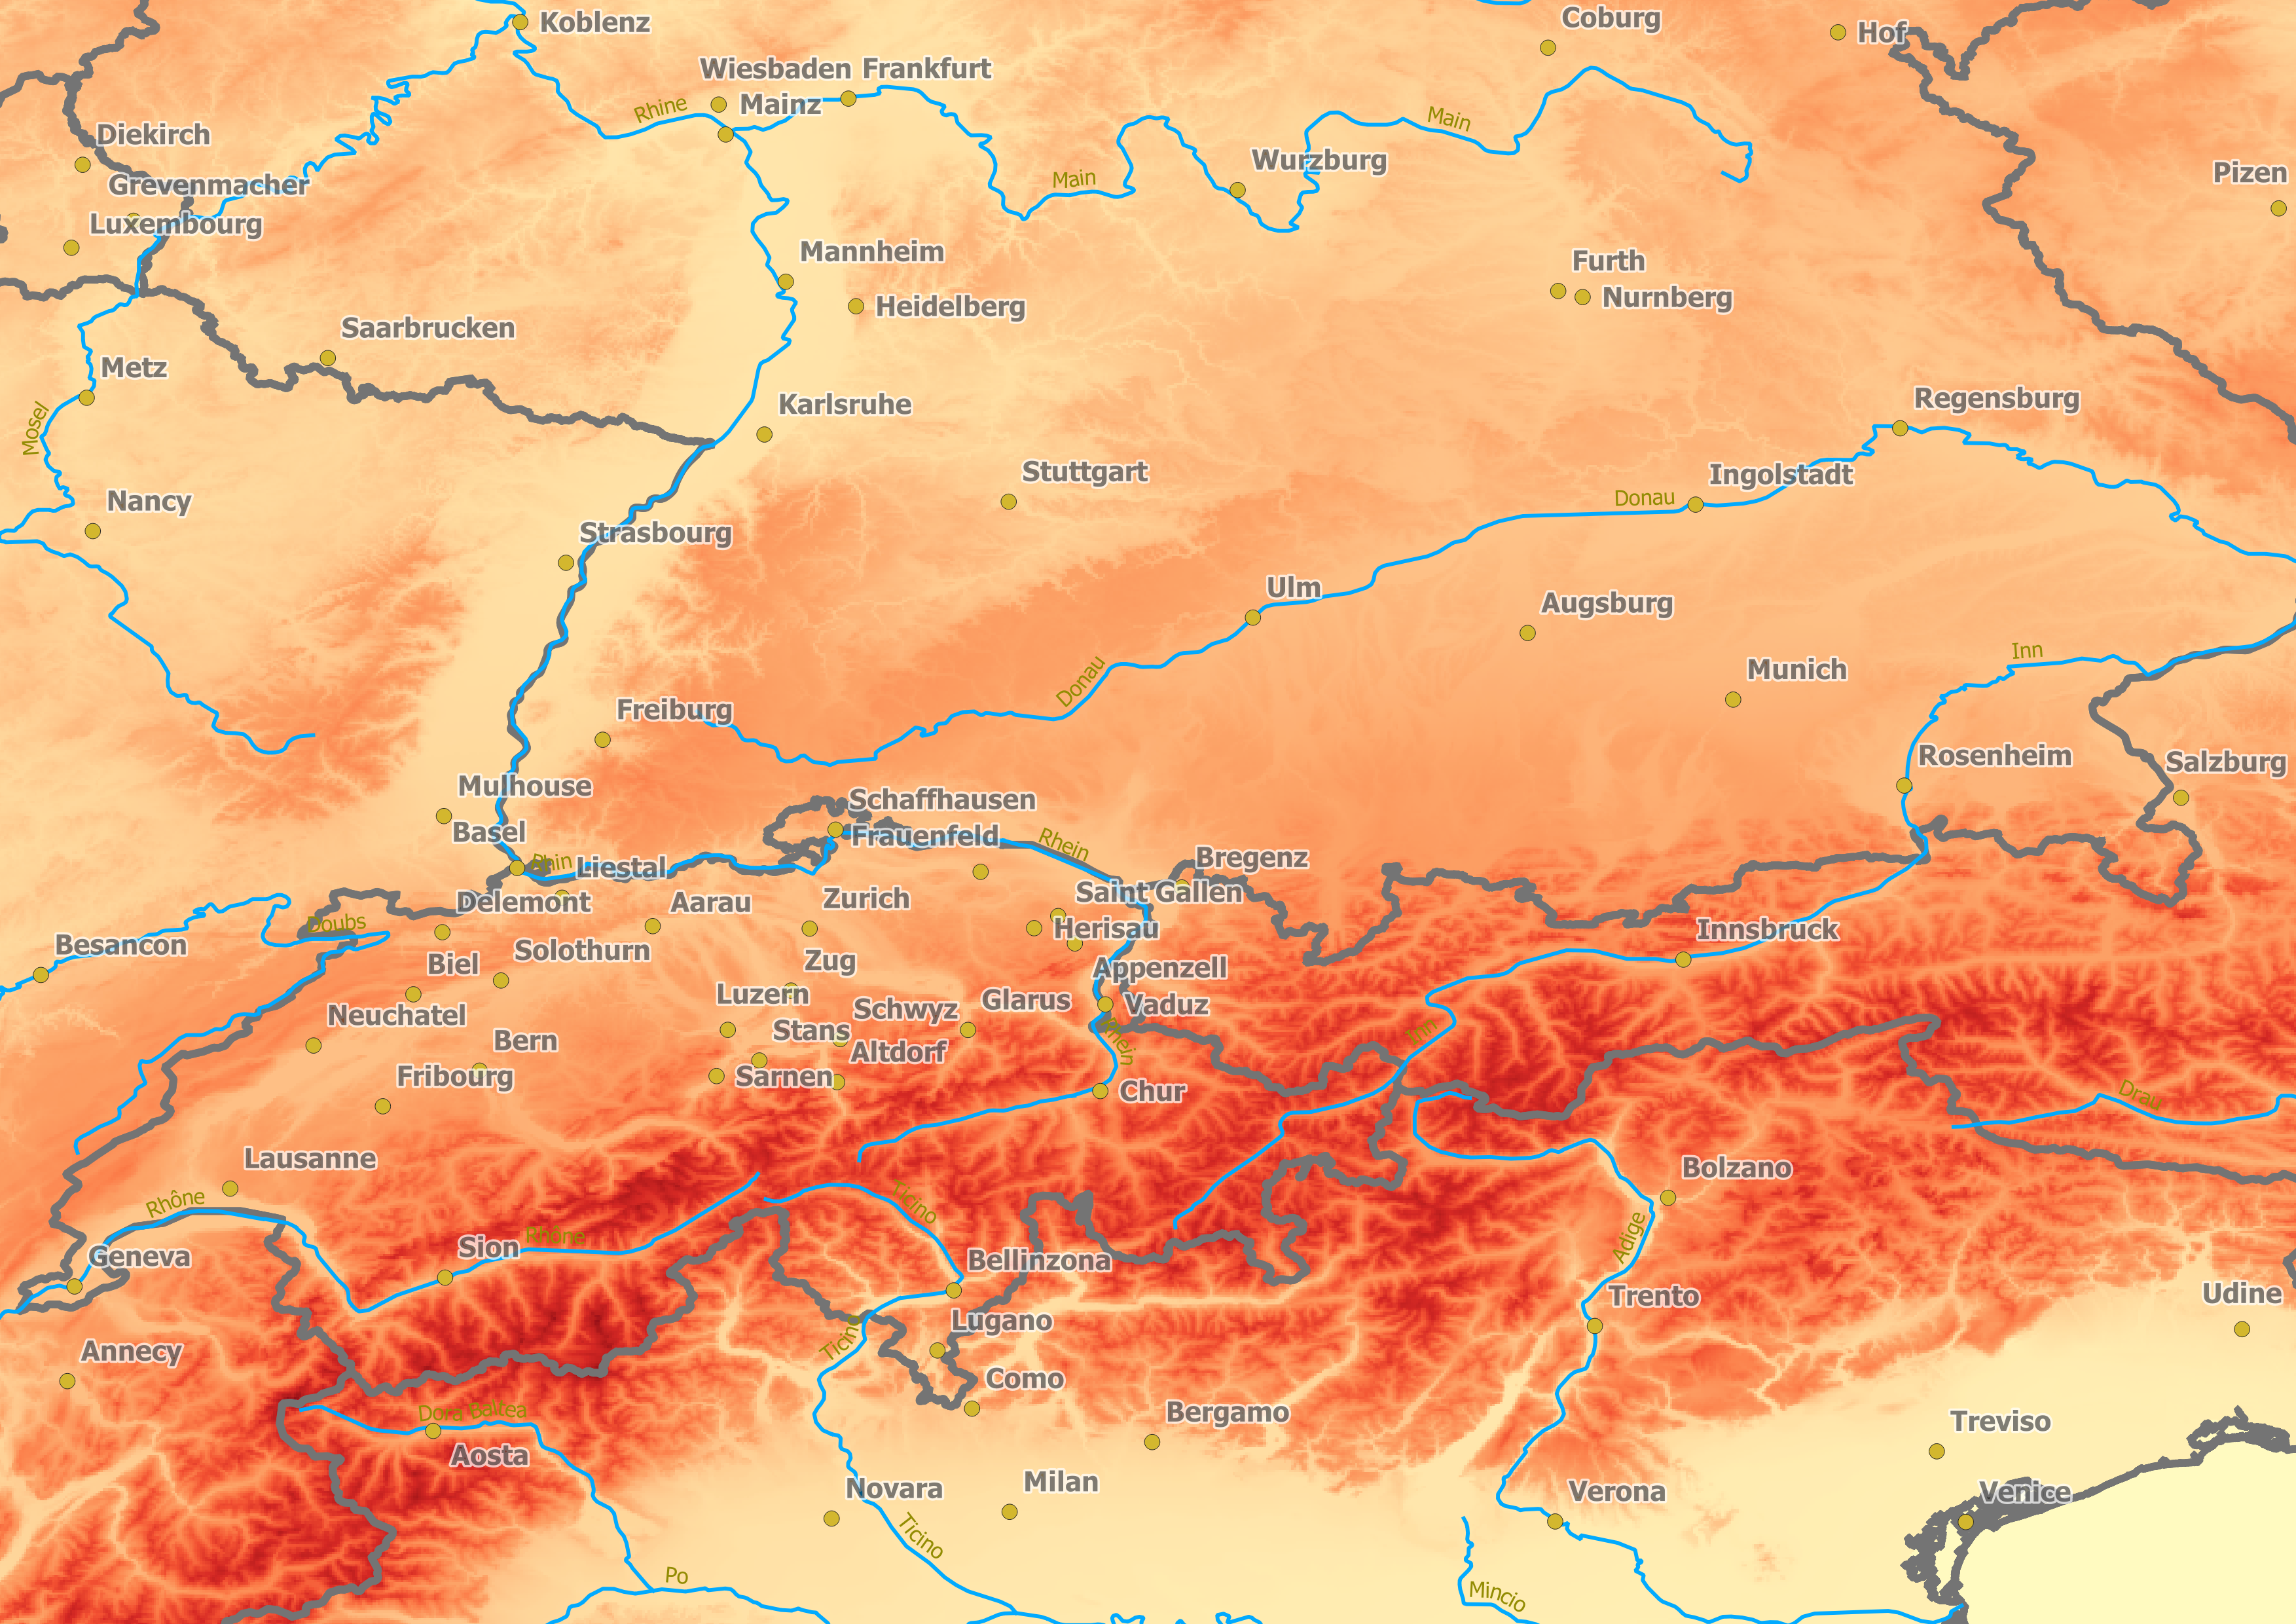 Koblenz
Coburg
Hof
Wiesbaden
Frankfurt
Rhine
Mainz
Main
Diekirch
Wurzburg
Pizen
Grevenmacher
Main
Luxembourg
Mannheim
Furth
Heidelberg
Nurnberg
Saarbrucken
Metz
Mosel
Karlsruhe
Regensburg
Stuttgart
Ingolstadt
Nancy
Donau
Strasbourg
Ulm
Augsburg
Inn
Munich
Donau
Freiburg
Rosenheim
Salzburg
Mulhouse
Schaffhausen
Basel
Frauenfeld
Rhein
Rhin
Liestal
Bregenz
Delemont
Aarau
Zurich
Saint Gallen
Doubs
Herisau
Innsbruck
Besancon
Solothurn
Biel
Zug
Appenzell
Luzern
Schwyz
Glarus
Vaduz
Neuchatel
Stans
Rhein
Inn
Bern
Altdorf
Fribourg
Sarnen
Chur
Drau
Lausanne
Bolzano
Rhône
Ticino
Rhône
Adige
Sion
Geneva
Bellinzona
Trento
Udine
Lugano
Ticino
Annecy
Como
Dora Baltea
Bergamo
Treviso
Aosta
Novara
Milan
Verona
Venice
Ticino
Po
Mincio